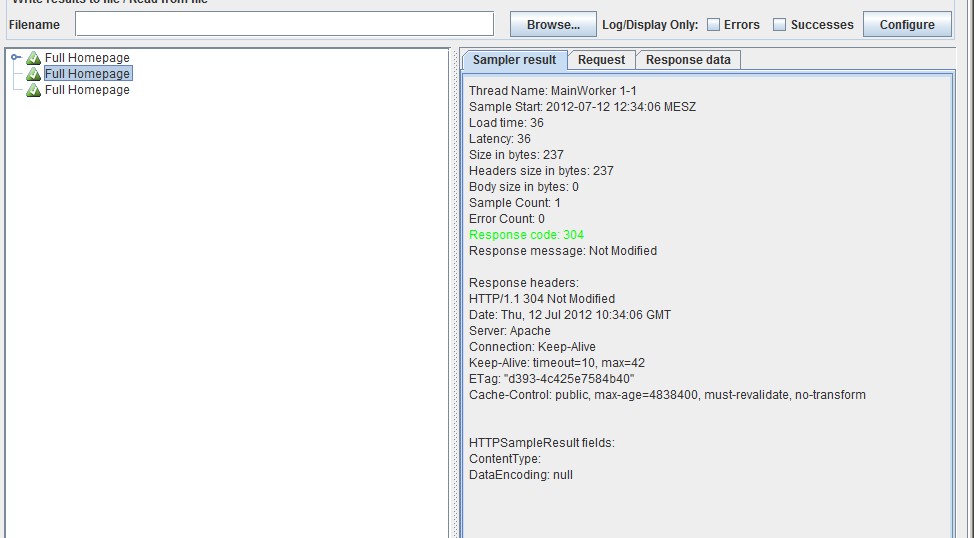 Write results to file / Read from file
Filename Browse... Log/Display Only: Errors Successes Configure
Full Homepage
Full Homepage
Full Homepage
Sampler result Request Response data
Thread Name: MainWorker 1-1
Sample Start: 2012-07-12 12:34:06 MESZ
Load time: 36
Latency: 36
Size in bytes: 237
Headers size in bytes: 237
Body size in bytes: 0
Sample Count: 1
Error Count: 0
Response code: 304
Response message: Not Modified
Response headers:
HTTP/1.1 304 Not Modified
Date: Thu, 12 Jul 2012 10:34:06 GMT
Server: Apache
Connection: Keep-Alive
Keep-Alive: timeout=10, max=42
ETag: "d393-4c425e7584b40"
Cache-Control: public, max-age=4838400, must-revalidate, no-transform
HTTPSampleResult fields:
ContentType:
DataEncoding: null